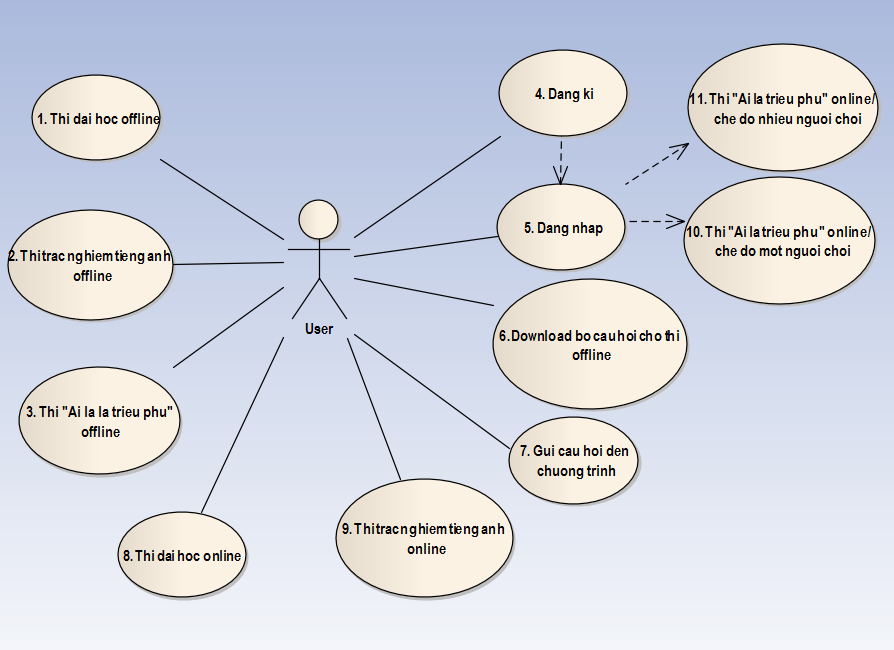 1. Thi dai hoc offline
2. Thi trac nghiem tieng anh
offline
3. Thi "Ai la la trieu phu"
offline
4. Dang ki
5. Dang nhap
6. Download bo cau hoi cho thi
offline
7. Gui cau hoi den
chuong trinh
8. Thi dai hoc online
9. Thi trac nghiem tieng anh
online
10. Thi "Ai la trieu phu" online/
che do mot nguoi choi
11. Thi "Ai la trieu phu" online/
che do nhieu nguoi choi
User